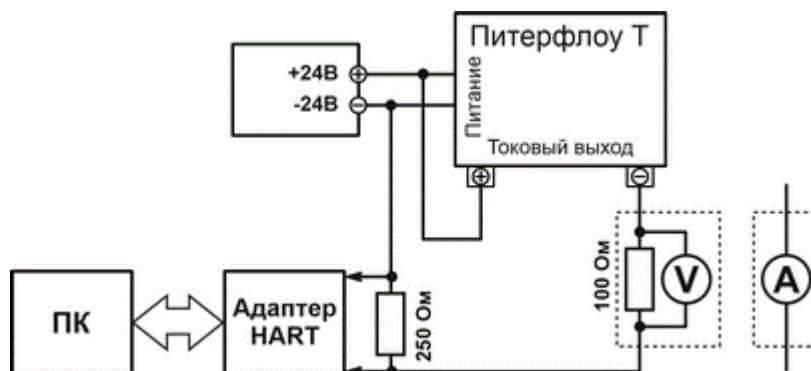 Питерфлоу Т
+24В
-24В
Питание
Токовый выход
100 Ом
V
A
ПК
Адаптер
HART
250 Ом